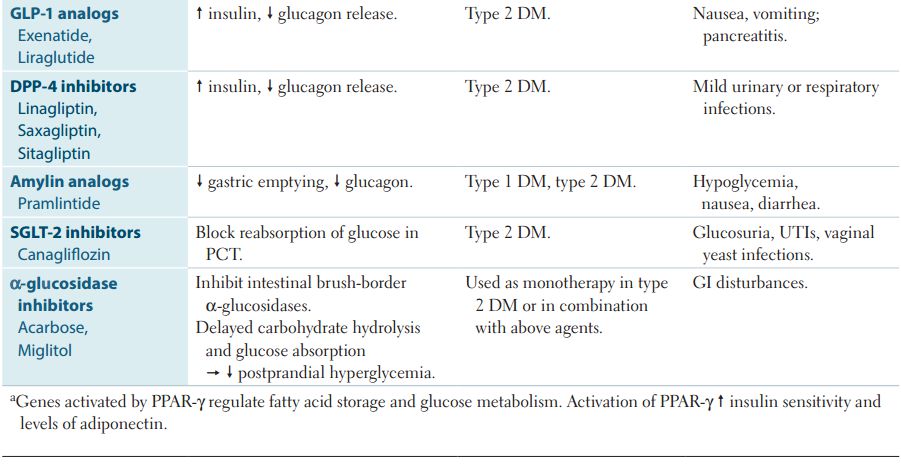 GLP-1 analogs
Exenatide,
Liraglutide
↑ insulin, ↓ glucagon release.
Type 2 DM.
Nausea, vomiting;
pancreatitis.
DPP-4 inhibitors
Linagliptin,
Saxagliptin,
Sitagliptin
↑ insulin, ↓ glucagon release.
Type 2 DM.
Mild urinary or respiratory
infections.
Amylin analogs
Pramlintide
↓ gastric emptying, ↓ glucagon.
Type 1 DM, type 2 DM.
Hypoglycemia,
nausea, diarrhea.
SGLT-2 inhibitors
Canagliflozin
Block reabsorption of glucose in
PCT.
Type 2 DM.
Glucosuria, UTIs, vaginal
yeast infections.
α-glucosidase
inhibitors
Acarbose,
Miglitol
Inhibit intestinal brush-border
α-glucosidases.
Delayed carbohydrate hydrolysis
and glucose absorption
→ ↓ postprandial hyperglycemia.
Used as monotherapy in type
2 DM or in combination
with above agents.
GI disturbances.
ᵃGenes activated by PPAR-γ regulate fatty acid storage and glucose metabolism. Activation of PPAR-γ ↑ insulin sensitivity and
levels of adiponectin.